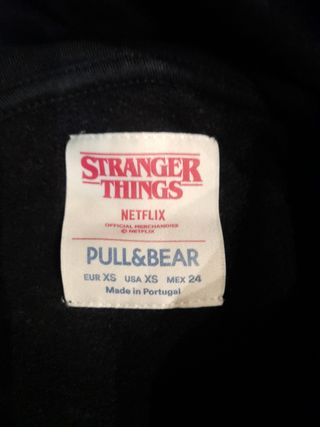 STRANGER
THINGS
NETFLIX
OFFICIAL MERCHANDISE
© NETFLIX
PULL&BEAR
EUR XS USA XS MEX 24
Made in Portugal